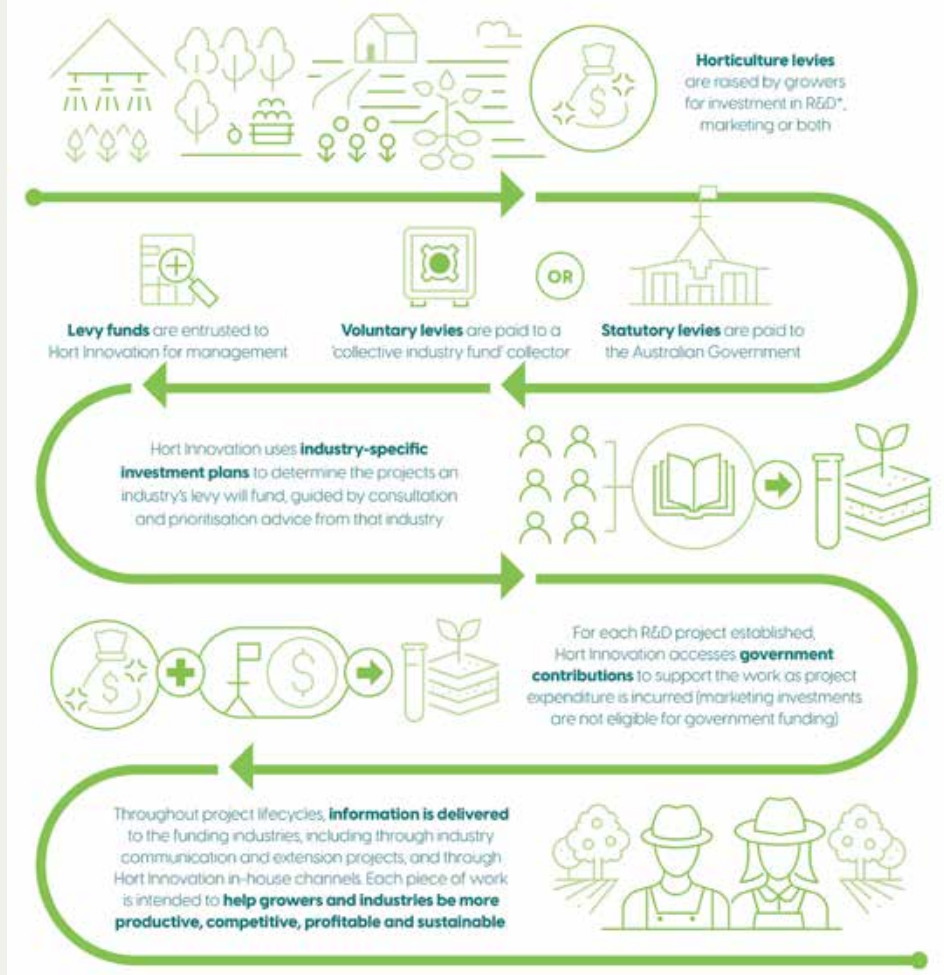 Horticulture levies
are raised by growers
for investment in R&D*,
marketing or both
$
Levy funds are entrusted to
Hort Innovation for management
Voluntary levies are paid to a
'collective industry fund' collector
OR
Statutory levies are paid to
the Australian Government
Hort Innovation uses industry-specific
investment plans to determine the projects an
industry's levy will fund, guided by consultation
and prioritisation advice from that industry
$
$
For each R&D project established,
Hort Innovation accesses government
contributions to support the work as project
expenditure is incurred (marketing investments
are not eligible for government funding)
Throughout project lifecycles, information is delivered
to the funding industries, including through industry
communication and extension projects, and through
Hort Innovation in-house channels. Each piece of work
is intended to help growers and industries be more
productive, competitive, profitable and sustainable